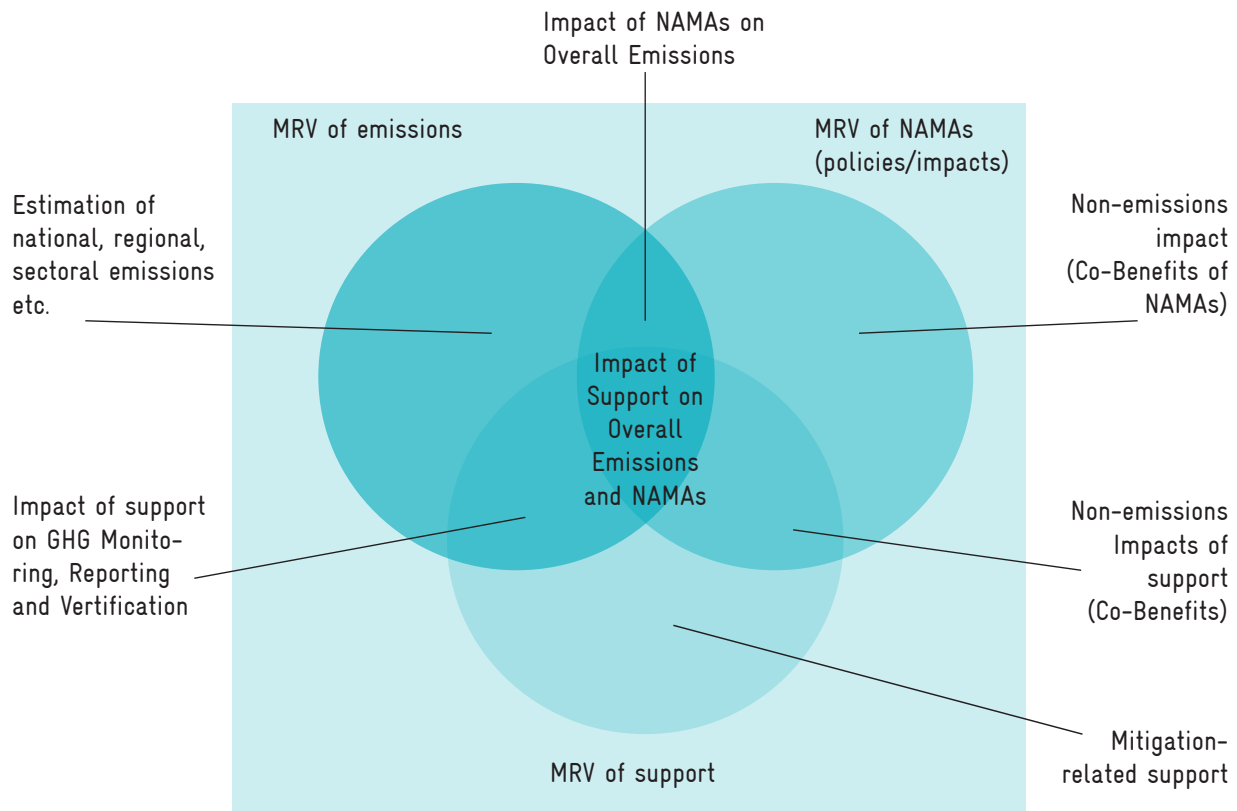 Impact of NAMAs on
Overall Emissions
MRV of emissions
MRV of NAMAs
(policies/impacts)
Estimation of
national, regional,
sectoral emissions
etc.
Non-emissions
impact
(Co-Benefits of
NAMAs)
Impact of
Support on
Overall
Emissions
and NAMAs
Impact of support
on GHG Monito-
ring, Reporting
and Vertification
Non-emissions
Impacts of
support
(Co-Benefits)
Mitigation-
related support
MRV of support